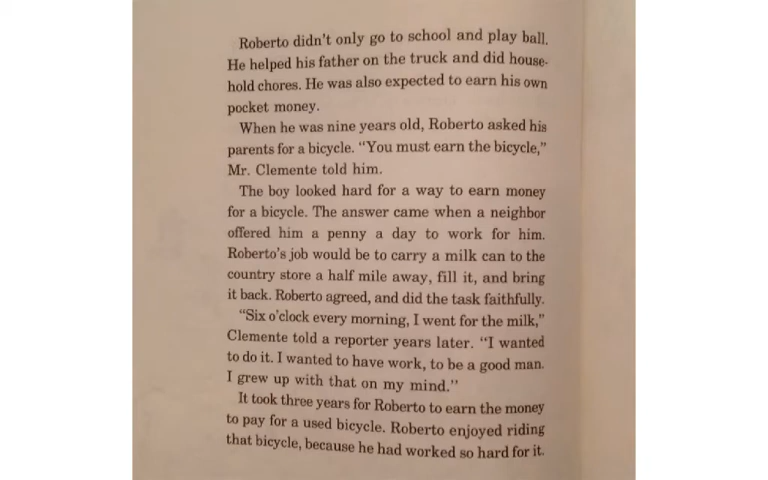 Roberto didn't only go to school and play ball.
He helped his father on the truck and did house-
hold chores. He was also expected to earn his own
pocket money.
When he was nine years old, Roberto asked his
parents for a bicycle. “You must earn the bicycle,”
Mr. Clemente told him.
The boy looked hard for a way to earn money
for a bicycle. The answer came when a neighbor
offered him a penny a day to work for him.
Roberto's job would be to carry a milk can to the
country store a half mile away, fill it, and bring
it back. Roberto agreed, and did the task faithfully.
“Six o'clock every morning, I went for the milk,”
Clemente told a reporter years later. “I wanted
to do it. I wanted to have work, to be a good man.
I grew up with that on my mind.”
It took three years for Roberto to earn the money
to pay for a used bicycle. Roberto enjoyed riding
that bicycle, because he had worked so hard for it.